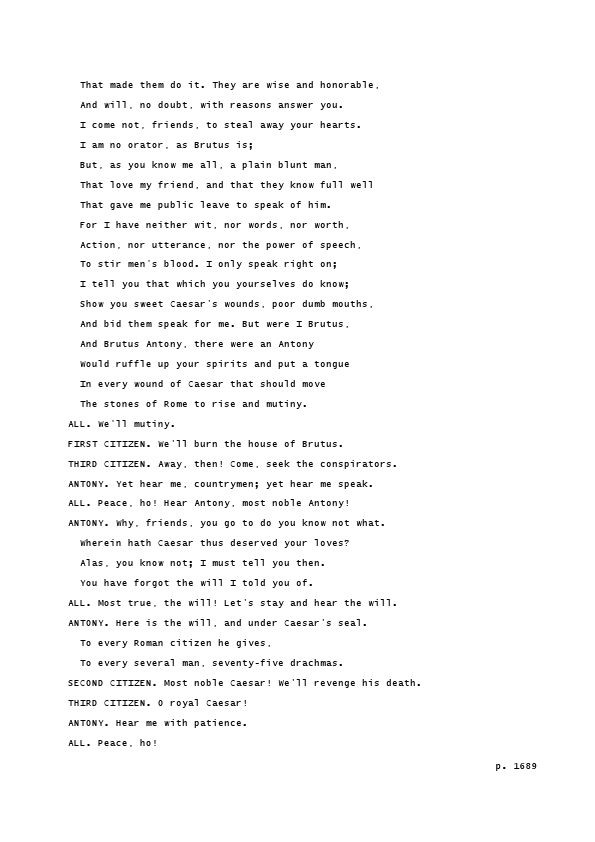 That made them do it. They are wise and honorable,
And will, no doubt, with reasons answer you.
I come not, friends, to steal away your hearts.
I am no orator, as Brutus is;
But, as you know me all, a plain blunt man,
That love my friend, and that they know full well
That gave me public leave to speak of him.
For I have neither wit, nor words, nor worth,
Action, nor utterance, nor the power of speech,
To stir men's blood. I only speak right on;
I tell you that which you yourselves do know;
Show you sweet Caesar's wounds, poor dumb mouths,
And bid them speak for me. But were I Brutus,
And Brutus Antony, there were an Antony
Would ruffle up your spirits and put a tongue
In every wound of Caesar that should move
The stones of Rome to rise and mutiny.
ALL. We'll mutiny.
FIRST CITIZEN. We'll burn the house of Brutus.
THIRD CITIZEN. Away, then! Come, seek the conspirators.
ANTONY. Yet hear me, countrymen; yet hear me speak.
ALL. Peace, ho! Hear Antony, most noble Antony!
ANTONY. Why, friends, you go to do you know not what.
Wherein hath Caesar thus deserved your loves?
Alas, you know not; I must tell you then.
You have forgot the will I told you of.
ALL. Most true, the will! Let's stay and hear the will.
ANTONY. Here is the will, and under Caesar's seal.
To every Roman citizen he gives,
To every several man, seventy-five drachmas.
SECOND CITIZEN. Most noble Caesar! We'll revenge his death.
THIRD CITIZEN. O royal Caesar!
ANTONY. Hear me with patience.
ALL. Peace, ho!
p. 1689